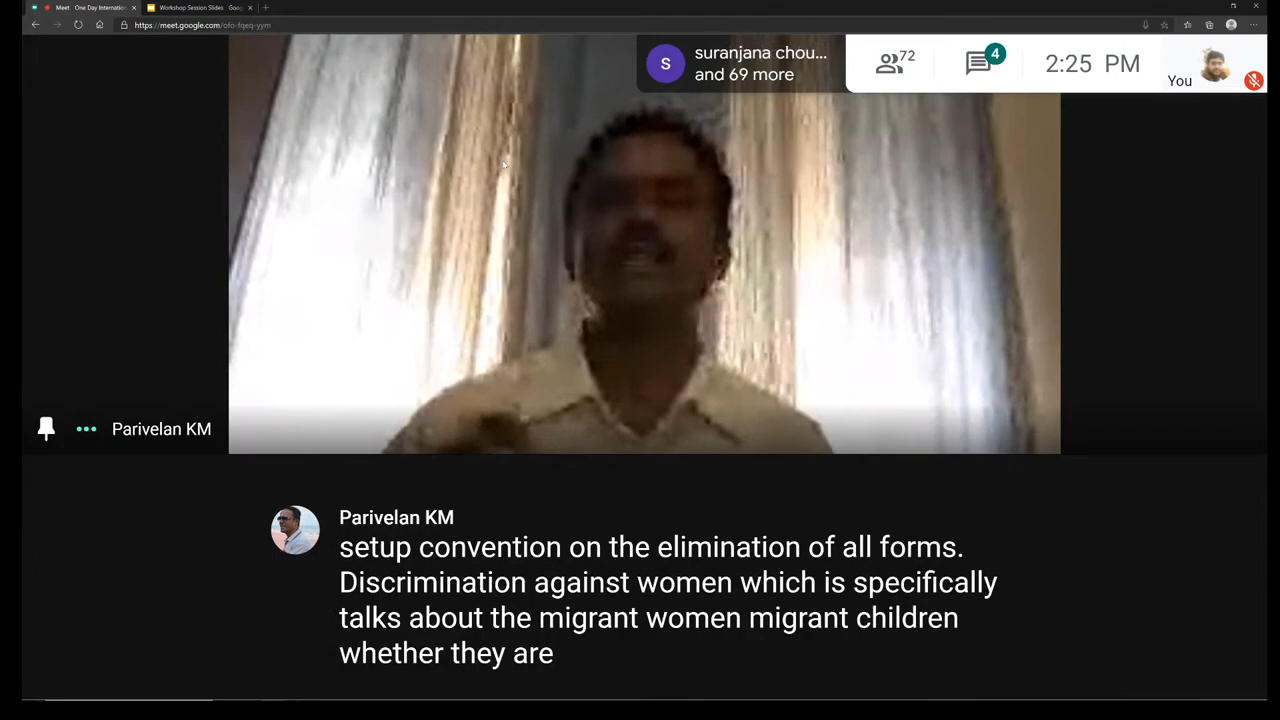 Meet - One Day Internation
Workshop Session Slides - Goog
https://meet.google.com/ofo-fqeq-yym
S
suranjana chou...
and 69 more
72
4
2:25 PM
You
Parivelan KM
Parivelan KM
setup convention on the elimination of all forms.
Discrimination against women which is specifically
talks about the migrant women migrant children
whether they are